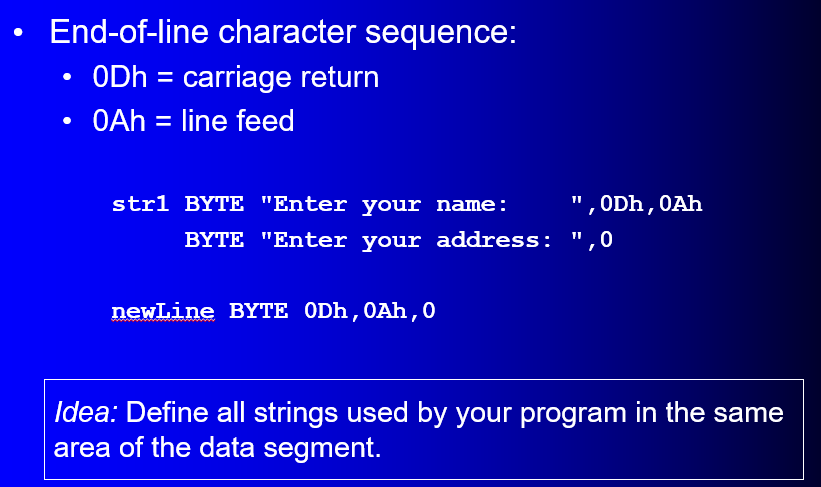 • End-of-line character sequence:
• 0Dh = carriage return
• 0Ah = line feed
str1 BYTE "Enter your name:    ",0Dh,0Ah
BYTE "Enter your address: ",0
newLine BYTE 0Dh,0Ah,0
Idea: Define all strings used by your program in the same
area of the data segment.